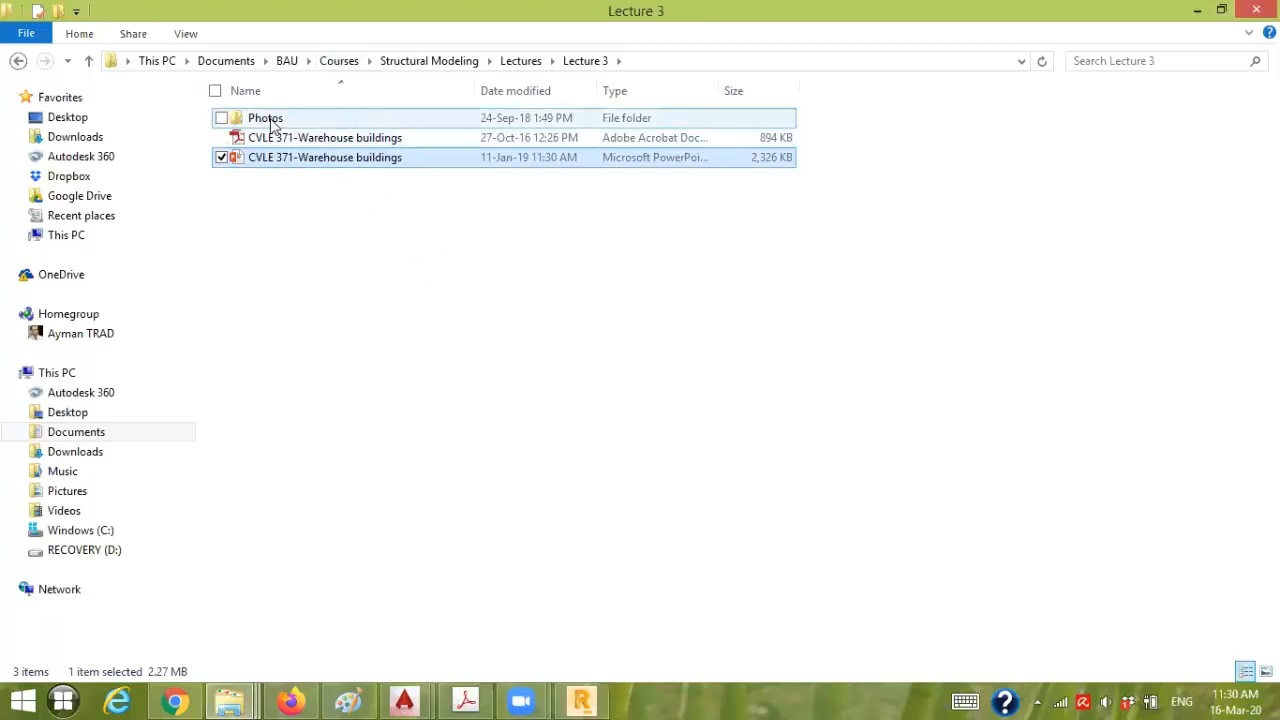 Lecture 3
File Home Share View
This PC Documents BAU Courses Structural Modeling Lectures Lecture 3 Search Lecture 3
Name Date modified Type Size
Favorites
Desktop
Downloads
Autodesk 360
Dropbox
Google Drive
Recent places
This PC
OneDrive
Homegroup
Ayman TRAD
This PC
Autodesk 360
Desktop
Documents
Downloads
Music
Pictures
Videos
Windows (C:)
RECOVERY (D:)
Network
Photos 24-Sep-18 1:49 PM File folder
CVLE 371-Warehouse buildings 27-Oct-16 12:26 PM Adobe Acrobat Doc... 894 KB
CVLE 371-Warehouse buildings 11-Jan-19 11:30 AM Microsoft PowerPoi... 2,326 KB
3 items 1 item selected 2.27 MB
ENG 11:30 AM
16-Mar-20